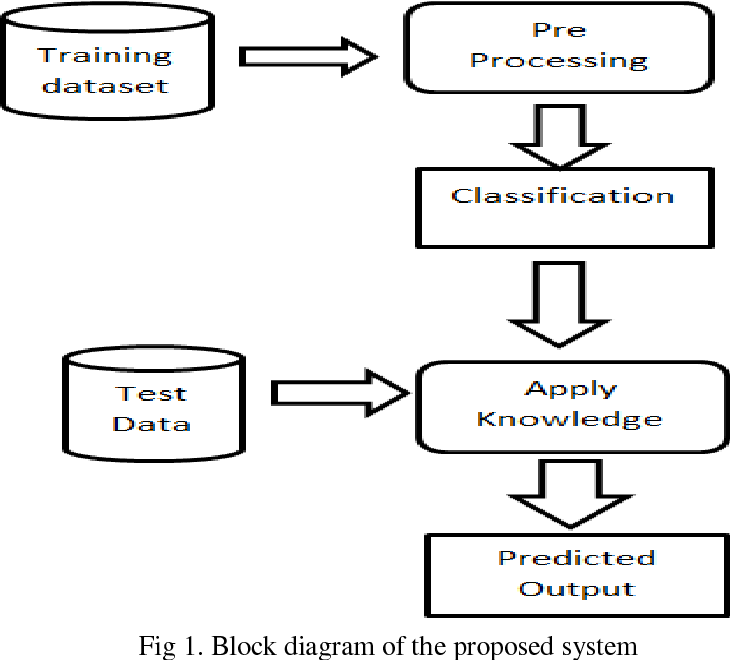 Training
dataset
Pre
Processing
Classification
Test
Data
Apply
Knowledge
Predicted
Output
Fig 1. Block diagram of the proposed system